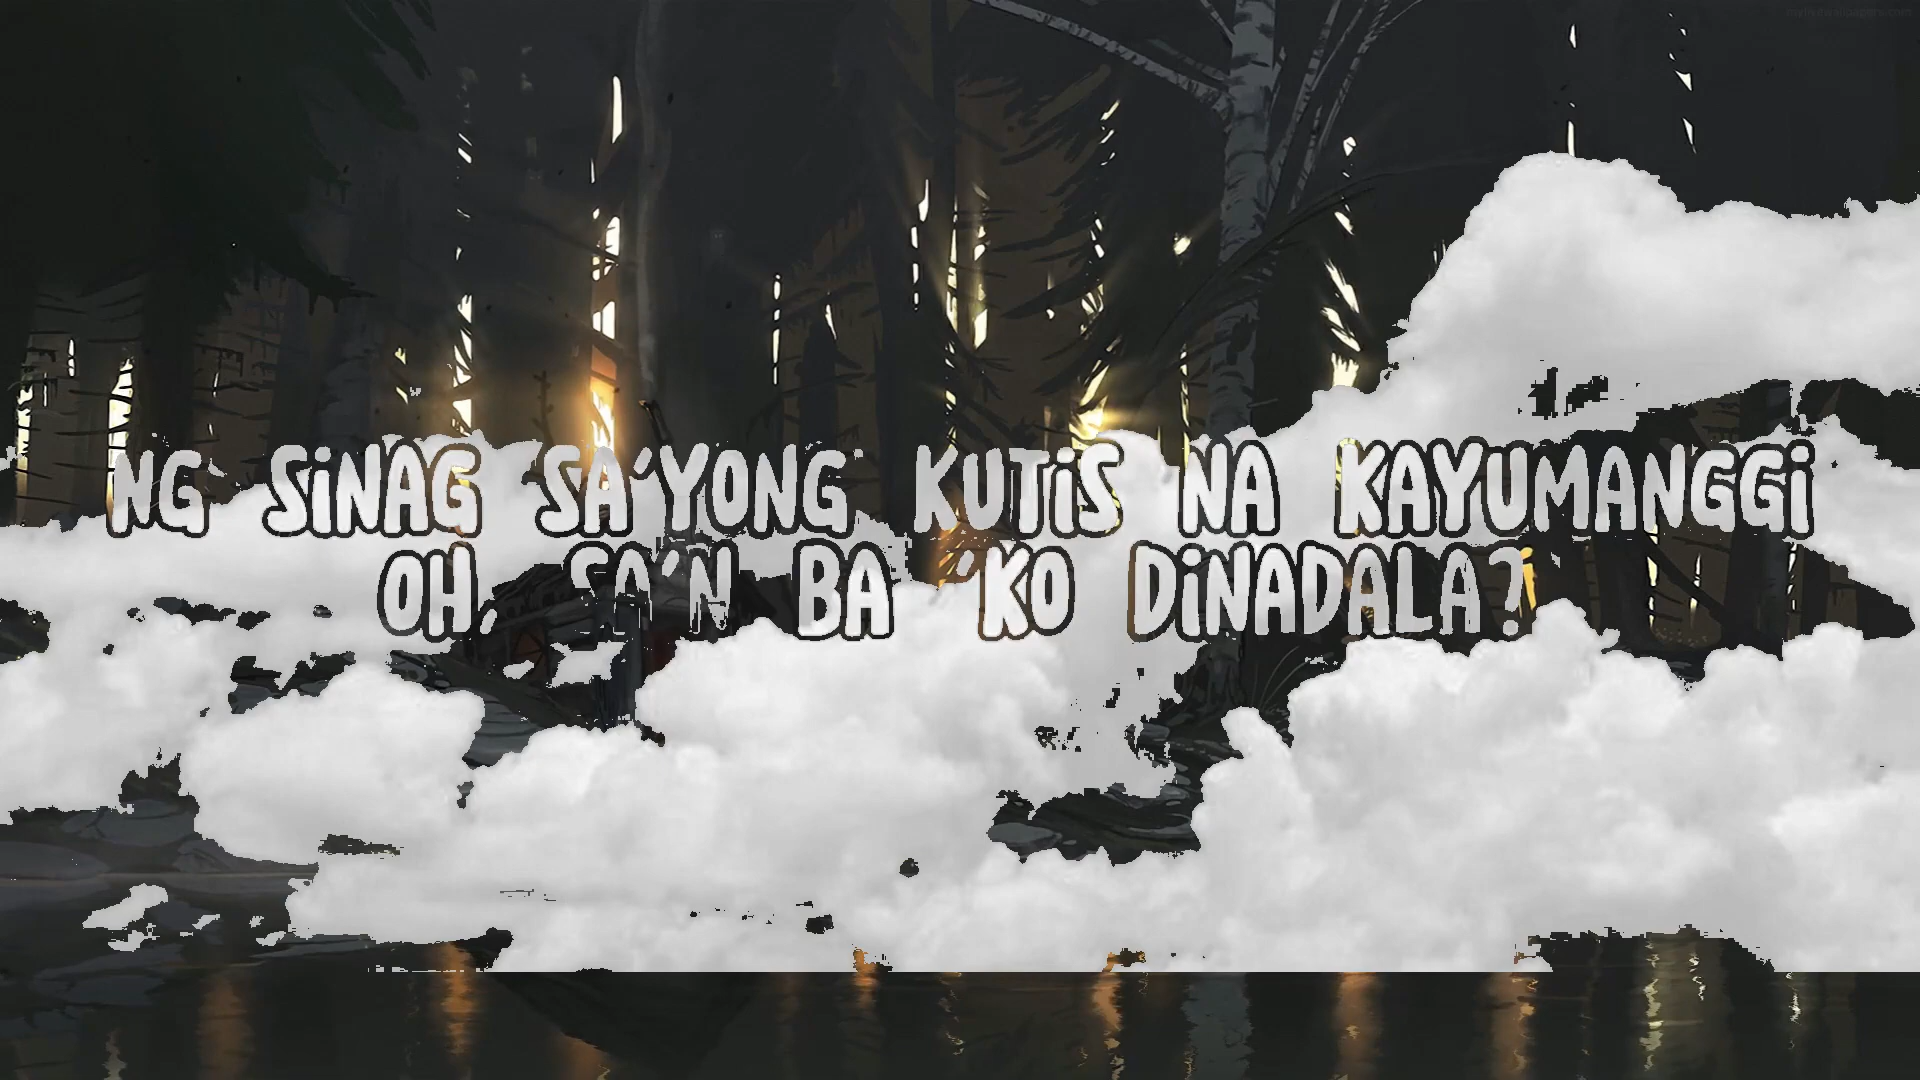 NG SiNAG SA'YONG KUTiS NA KAYUMANGGi
OH, SA'N BA 'KO DiNADALA?